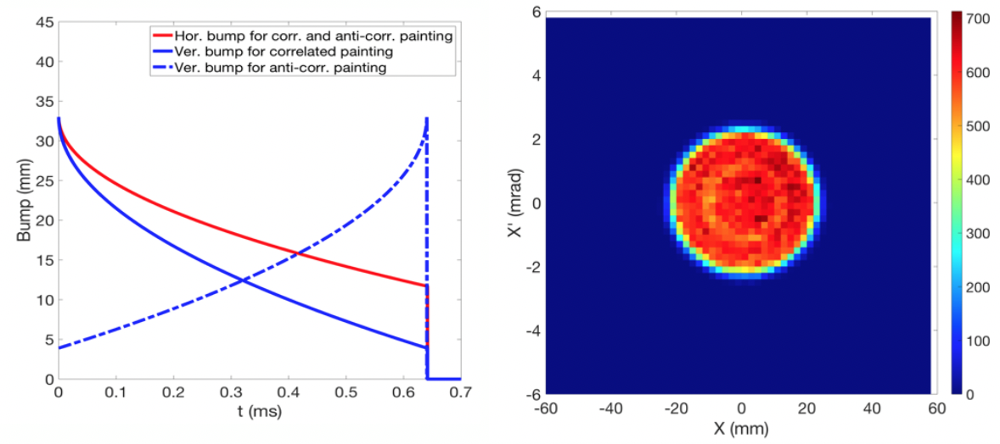 45
40
35
30
25
20
15
10
5
0
Bump (mm)
Hor. bump for corr. and anti-corr. painting
Ver. bump for correlated painting
Ver. bump for anti-corr. painting
0 0.1 0.2 0.3 0.4 0.5 0.6 0.7
t (ms)
6
4
2
0
-2
-4
-6
X' (mrad)
-60 -40 -20 0 20 40 60
X (mm)
700
600
500
400
300
200
100
0